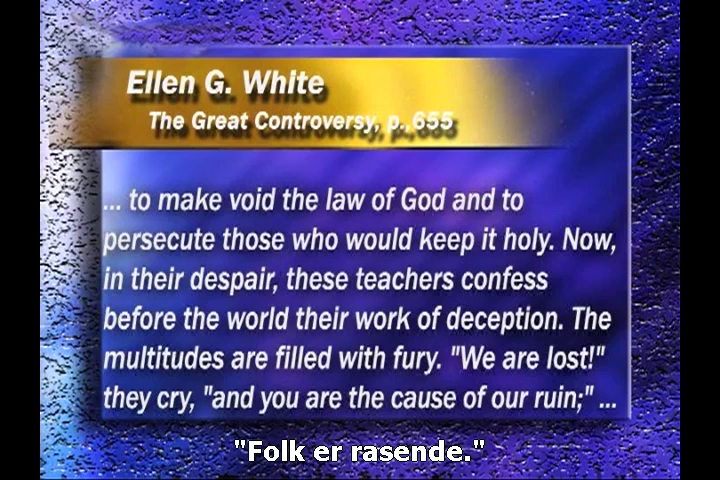 Ellen G. White
The Great Controversy, p., 655
... to make void the law of God and to
persecute those who would keep it holy. Now,
in their despair, these teachers confess
before the world their work of deception. The
multitudes are filled with fury. "We are lost!"
they cry, "and you are the cause of our ruin;" ...
"Folk er rasende."